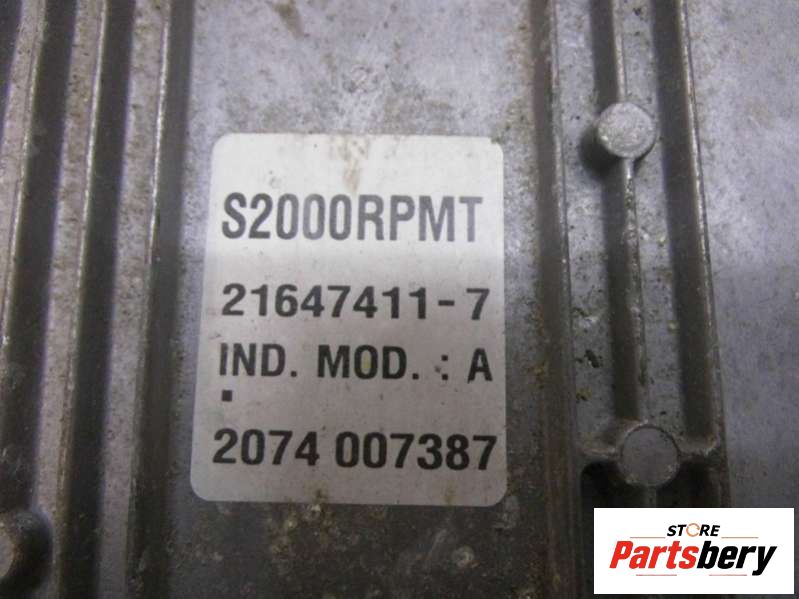 S2000RPMT
21647411-7
IND. MOD. : A
2074 007387
STORE
Partsbery